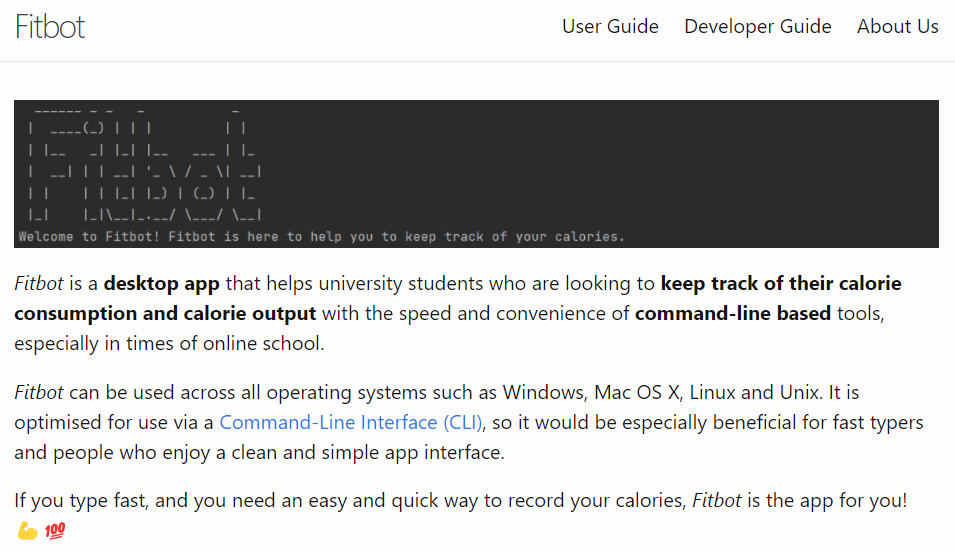 Fitbot
User Guide Developer Guide About Us
  ______ _ _   _           _
 |  ____(_) | | |         | |
 | |__   _| |_| |__   ___ | |_
 |  __| | | __| '_ \ / _ \| __|
 | |    | | |_| |_) | (_) | |_
 |_|    |_|\__|_.__/ \___/ \__|
Welcome to Fitbot! Fitbot is here to help you to keep track of your calories.
Fitbot is a desktop app that helps university students who are looking to keep track of their calorie
consumption and calorie output with the speed and convenience of command-line based tools,
especially in times of online school.
Fitbot can be used across all operating systems such as Windows, Mac OS X, Linux and Unix. It is
optimised for use via a Command-Line Interface (CLI), so it would be especially beneficial for fast typers
and people who enjoy a clean and simple app interface.
If you type fast, and you need an easy and quick way to record your calories, Fitbot is the app for you!
💪 💯